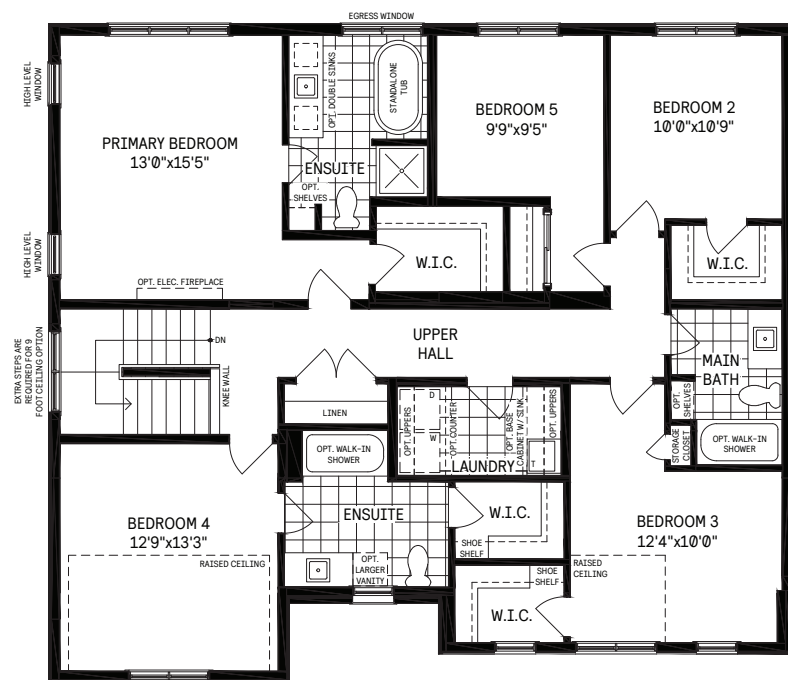 EGRESS WINDOW
HIGH LEVEL
WINDOW
OPT. DOUBLE SINKS
STANDALONE
TUB
PRIMARY BEDROOM
13'0"x15'5"
BEDROOM 5
9'9"x9'5"
BEDROOM 2
10'0"x10'9"
ENSUITE
OPT.
SHELVES
HIGH LEVEL
WINDOW
W.I.C.
W.I.C.
OPT. ELEC. FIREPLACE
EXTRA STEPS ARE
REQUIRED FOR 9
FOOT CEILING OPTION
DN
KNEE WALL
UPPER
HALL
MAIN
BATH
OPT.
SHELVES
LINEN
D
W
OPT. UPPERS
OPT. COUNTER
OPT. BASE
CABINET W/ SINK
OPT. UPPERS
T
LAUNDRY
OPT. WALK-IN
SHOWER
STORAGE
CLOSET
OPT. WALK-IN
SHOWER
BEDROOM 4
12'9"x13'3"
RAISED CEILING
ENSUITE
OPT.
LARGER
VANITY
W.I.C.
SHOE
SHELF
BEDROOM 3
12'4"x10'0"
RAISED
CEILING
SHOE
SHELF
W.I.C.